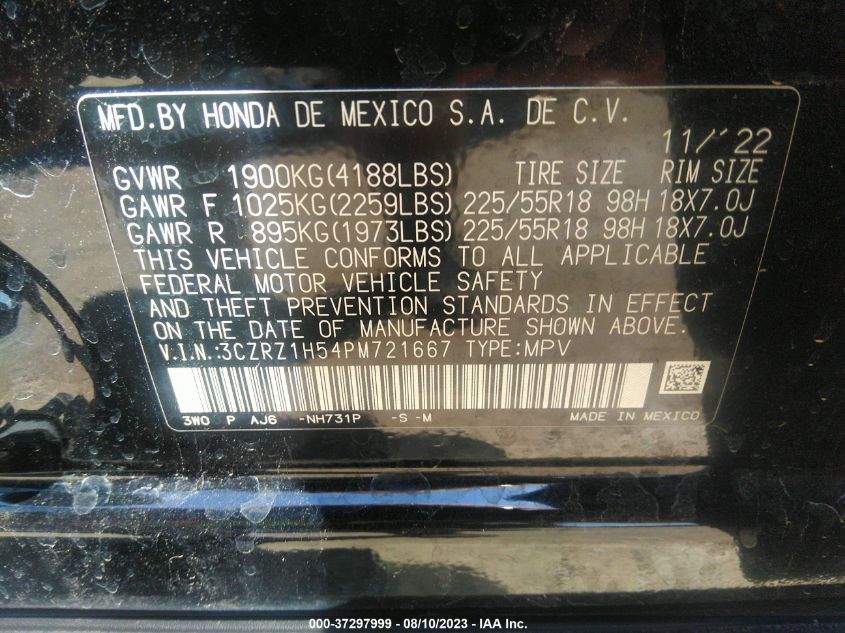 MFD.BY HONDA DE MEXICO S.A. DE C.V.
11/'22
GVWR 1900KG(4188LBS) TIRE SIZE RIM SIZE
GAWR F 1025KG(2259LBS) 225/55R18 98H 18X7.0J
GAWR R 895KG(1973LBS) 225/55R18 98H 18X7.0J
THIS VEHICLE CONFORMS TO ALL APPLICABLE
FEDERAL MOTOR VEHICLE SAFETY
AND THEFT PREVENTION STANDARDS IN EFFECT
ON THE DATE OF MANUFACTURE SHOWN ABOVE.
V.I.N.:3CZRZ1H54PM721667 TYPE:MPV
3W0 P AJ6 -NH731P -S -M MADE IN MEXICO
000-37297999 - 08/10/2023 - IAA Inc.